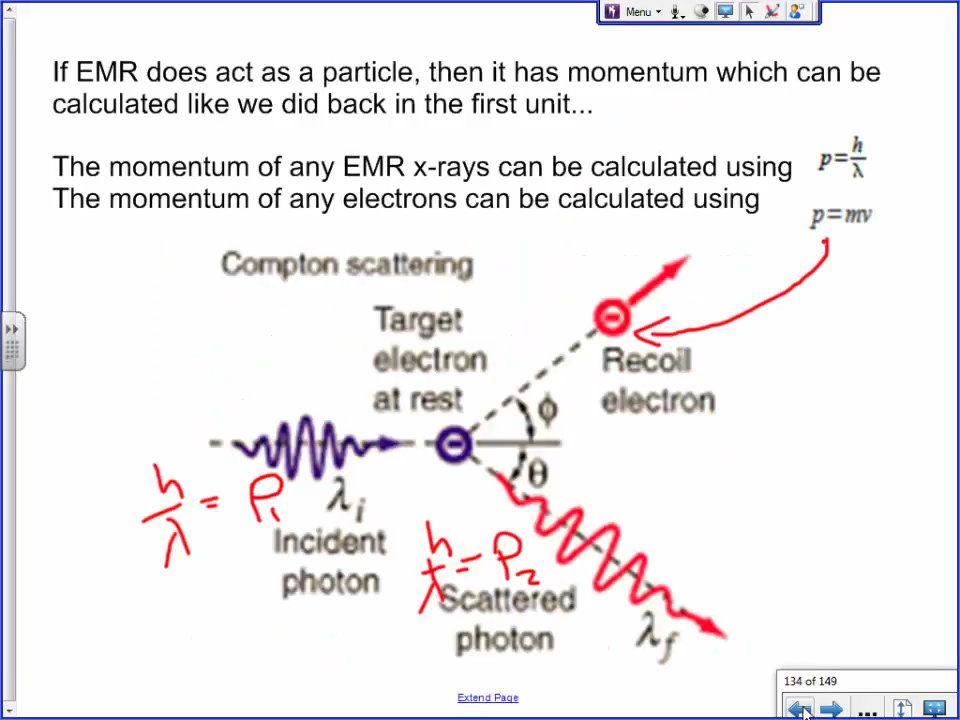 Menu
If EMR does act as a particle, then it has momentum which can be
calculated like we did back in the first unit...
The momentum of any EMR x-rays can be calculated using p=h/λ
The momentum of any electrons can be calculated using p=mv
Compton scattering
Target
electron
at rest
Recoil
electron
ϕ
θ
h/λ = P₁
λi
Incident
photon
h/λ = P₂
Scattered
photon
λf
134 of 149
Extend Page
...